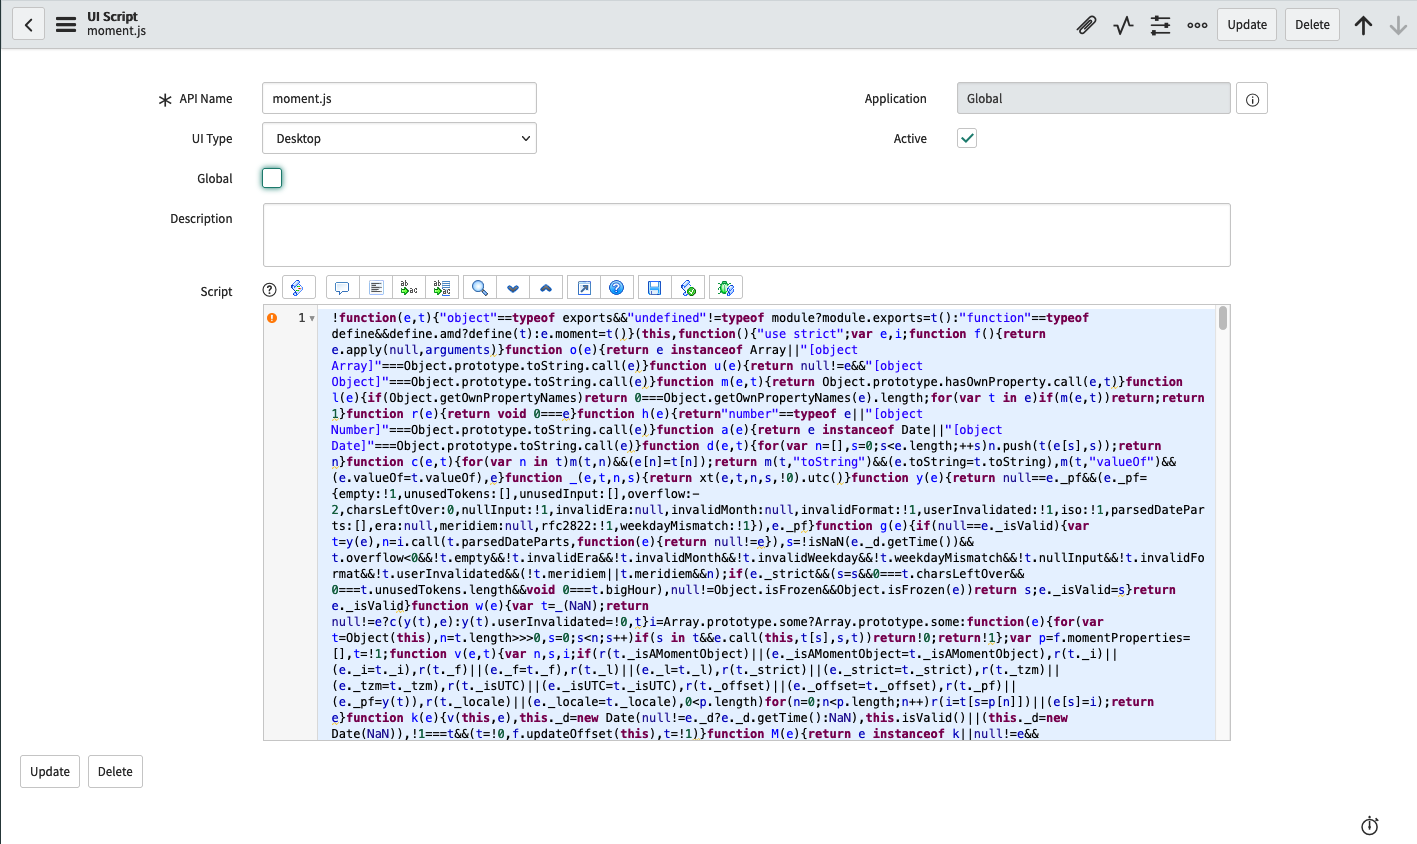 UI Script
moment.js
Update
Delete
API Name
moment.js
Application
Global
UI Type
Desktop
Active
Global
Description
Script
1
!function(e,t){"object"==typeof exports&&"undefined"!=typeof module?module.exports=t():"function"==typeof
define&&define.amd?define(t):e.moment=t()}(this,function(){"use strict";var e,i;function f(){return
e.apply(null,arguments)}function o(e){return e instanceof Array||"[object
Array]"===Object.prototype.toString.call(e)}function u(e){return null!=e&&"[object
Object]"===Object.prototype.toString.call(e)}function m(e,t){return Object.prototype.hasOwnProperty.call(e,t)}function
l(e){if(Object.getOwnPropertyNames)return 0===Object.getOwnPropertyNames(e).length;for(var t in e)if(m(e,t))return;return
1}function r(e){return void 0===e}function h(e){return"number"==typeof e||"[object
Number]"===Object.prototype.toString.call(e)}function a(e){return e instanceof Date||"[object
Date]"===Object.prototype.toString.call(e)}function d(e,t){for(var n=[],s=0;s<e.length;++s)n.push(t(e[s],s));return
n}function c(e,t){for(var n in t)m(t,n)&&(e[n]=t[n]);return m(t,"toString")&&(e.toString=t.toString),m(t,"valueOf")&&
(e.valueOf=t.valueOf),e}function _(e,t,n,s){return xt(e,t,n,s,!0).utc()}function y(e){return null==e._pf&&(e._pf=
{empty:!1,unusedTokens:[],unusedInput:[],overflow:-
2,charsLeftOver:0,nullInput:!1,invalidEra:null,invalidMonth:null,invalidFormat:!1,userInvalidated:!1,iso:!1,parsedDatePar
ts:[],era:null,meridiem:null,rfc2822:!1,weekdayMismatch:!1}),e._pf}function g(e){if(null==e._isValid){var
t=y(e),n=i.call(t.parsedDateParts,function(e){return null!=e}),s=!isNaN(e._d.getTime())&&
t.overflow<0&&!t.empty&&!t.invalidEra&&!t.invalidMonth&&!t.invalidWeekday&&!t.weekdayMismatch&&!t.nullInput&&!t.invalidFo
rmat&&!t.userInvalidated&&(!t.meridiem||t.meridiem&&n);if(e._strict&&(s=s&&0===t.charsLeftOver&&
0===t.unusedTokens.length&&void 0===t.bigHour),null!=Object.isFrozen&&Object.isFrozen(e))return s;e._isValid=s}return
e._isValid}function w(e){var t=_(NaN);return
null!=e?c(y(t),e):y(t).userInvalidated=!0,t}i=Array.prototype.some?Array.prototype.some:function(e){for(var
t=Object(this),n=t.length>>>0,s=0;s<n;s++)if(s in t&&e.call(this,t[s],s,t))return!0;return!1};var p=f.momentProperties=
[],t=!1;function v(e,t){var n,s,i;if(r(t._isAMomentObject)||(e._isAMomentObject=t._isAMomentObject),r(t._i)||
(e._i=t._i),r(t._f)||(e._f=t._f),r(t._l)||(e._l=t._l),r(t._strict)||(e._strict=t._strict),r(t._tzm)||
(e._tzm=t._tzm),r(t._isUTC)||(e._isUTC=t._isUTC),r(t._offset)||(e._offset=t._offset),r(t._pf)||
(e._pf=y(t)),r(t._locale)||(e._locale=t._locale),0<p.length)for(n=0;n<p.length;n++)r(i=t[s=p[n]])||(e[s]=i);return
e}function k(e){v(this,e),this._d=new Date(null!=e._d?e._d.getTime():NaN),this.isValid()||(this._d=new
Date(NaN)),!1===t&&(t=!0,f.updateOffset(this),t=!1)}function M(e){return e instanceof k||null!=e&&
Update
Delete